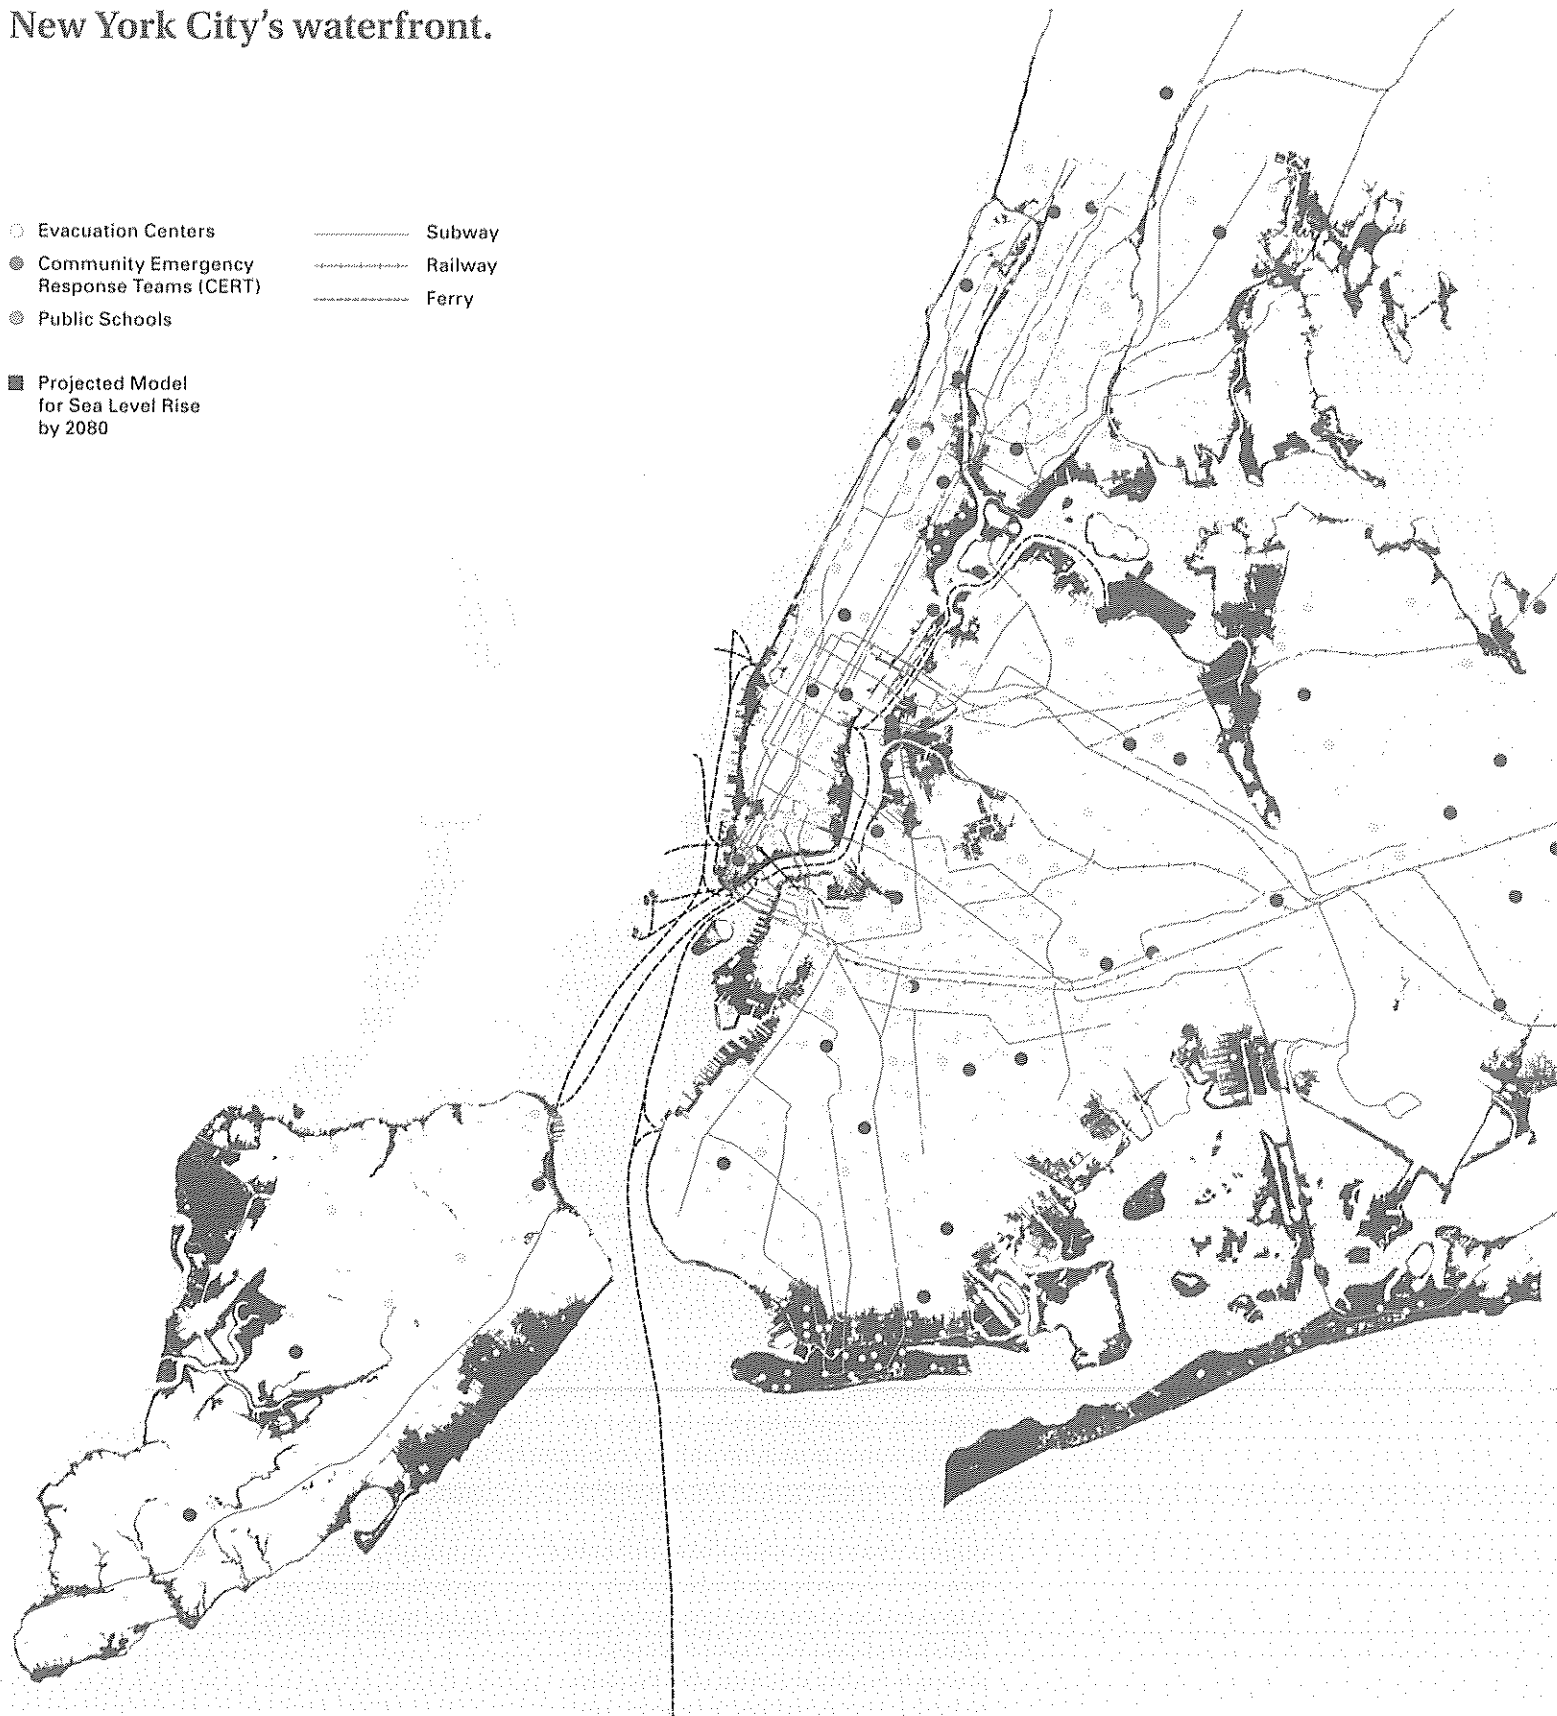 New York City's waterfront.
Evacuation Centers
Community Emergency
Response Teams (CERT)
Public Schools
Projected Model
for Sea Level Rise
by 2080
Subway
Railway
Ferry